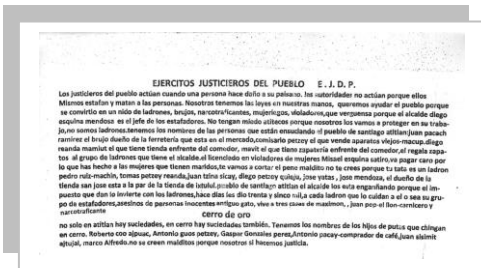 EJERCITOS JUSTICIEROS DEL PUEBLO E . J. D. P.
Los justicieros del pueblo actúan cuando una persona hace daño a su paisano. las autoridades no actúan porque ellos
Mismos estafan y matan a las personas. Nosotras tenemos las leyes en nuestras manos, queremos ayudar el pueblo porque
se convirtio en un nido de ladrones, brujos, narcotraficantes, mujeriegos, violadores,que verguensa porque el alcalde diego
esquina mendosa es el jefe de los estafadores. No tengan miedo atitecos porque nosotros los vamos a proteger en su traba-
jo,no somos ladrones.tenemos los nombres de las personas que están ensuciando el pueblo de santiago atitlan:juan pacach
ramirez el brujo dueño de la ferreteria que esta en el mercado,comisario petzey el que vende aparatos viejos-macup.diego
reanda mamiut el que tiene tienda enfrente del comedor, mavit el que tiene zapatería enfrente del comedor,el regala zapa-
tos al grupo de ladrones que tiene el alcalde.el licenciado en violadores de mujeres Misael esquina satiro,va pagar caro por
lo que has hecho a las mujeres que tienen maridos,te vamos a cortar el pene maldito no te crees porque tu tata es un ladron
pedro ruiz-machin, tomas petzey reanda,juan tzina sicay, diego petzey quieju, jose yatas , jose mendoza, el dueño de la
tienda san jose esta a la par de la tienda de istulul.pueblo de santiago atitlan el alcalde los esta engañando porque el im-
puesto que dan lo invierte con los ladrones,hace dias les dio trenta y sinco mil,a cada ladron que lo cuidan a el o sea su gru-
po de estafadores,asesinos de personas inocentes antiguo gato, vive a tres casas de maximon, , juan pop-el lion-carnicero y
narcotraficante
cerro de oro
no solo en atitlan hay suciedades, en cerro hay suciedades también. Tenemos los nombres de los hijos de putas que chingan
en cerro. Roberto coo ajpuac, Antonio guos petzey, Gaspar Gonzales perez,Antonio pacay-comprador de café,juan sisimit
ajtujal, marco Alfredo.no se creen malditos porque nosotros si hacemos justicia.